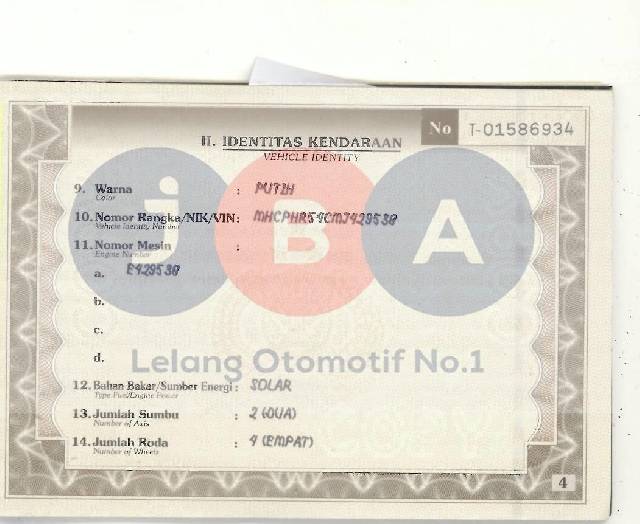 No T-01586934
II. IDENTITAS KENDARAAN
VEHICLE IDENTITY
9. Warna : PUTIH
Color
10. Nomor Rangka/NIK/VIN:
Vehicle Identity Number
11. Nomor Mesin :
Engine Number
a. E429538
b.
c.
d.
jBA
Lelang Otomotif No.1
12. Bahan Bakar/Sumber Energi : SOLAR
Type Fuel/Engine Power
13. Jumlah Sumbu : 2 (DUA)
Number of Axis
14. Jumlah Roda : 4 (EMPAT)
Number of Wheels
4